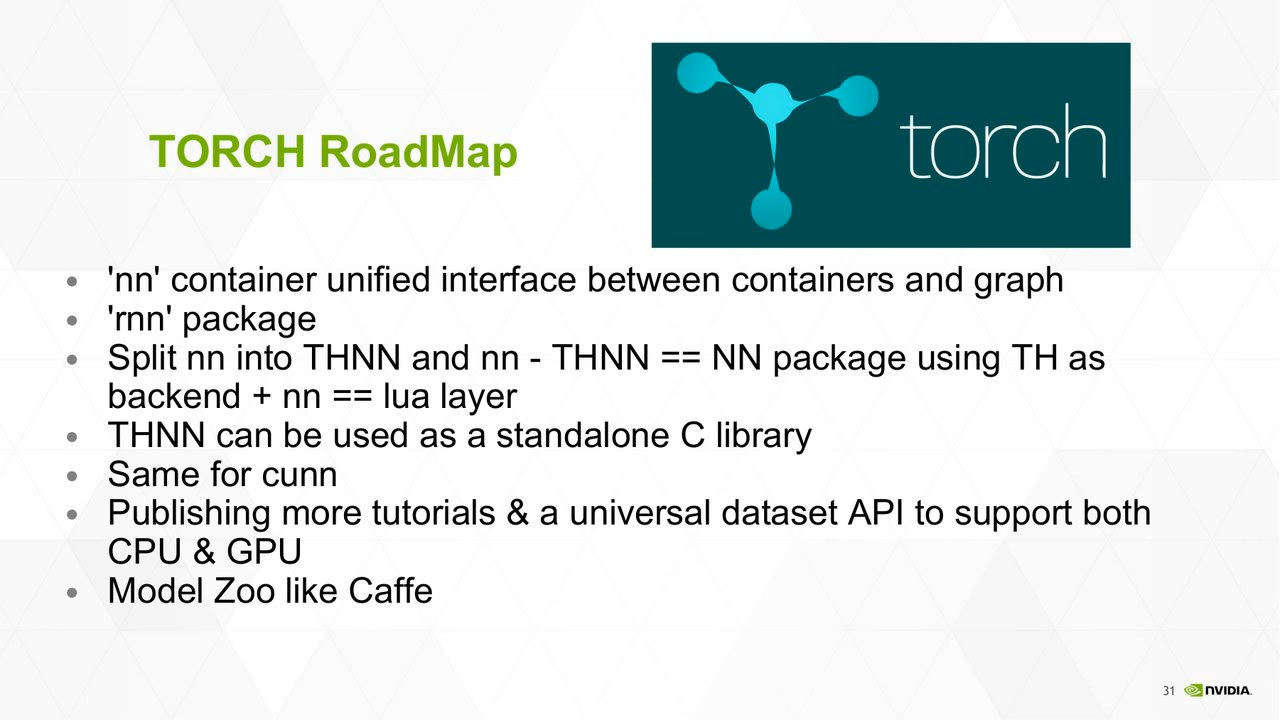 torch
TORCH RoadMap
'nn' container unified interface between containers and graph
'rnn' package
Split nn into THNN and nn - THNN == NN package using TH as
backend + nn == lua layer
THNN can be used as a standalone C library
Same for cunn
Publishing more tutorials & a universal dataset API to support both
CPU & GPU
Model Zoo like Caffe
31
NVIDIA.